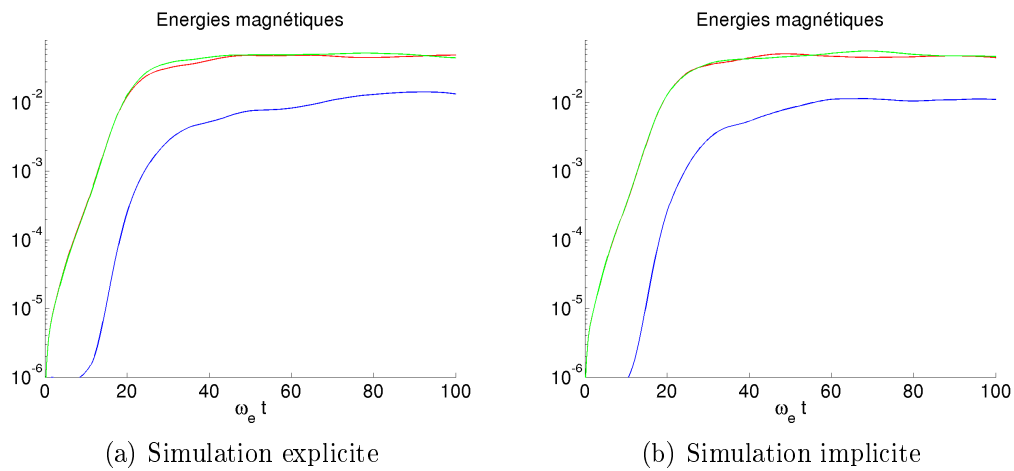 Energies magnétiques
10^-2
10^-3
10^-4
10^-5
10^-6
0 20 40 60 80 100
ω_e t
(a) Simulation explicite
Energies magnétiques
10^-2
10^-3
10^-4
10^-5
10^-6
0 20 40 60 80 100
ω_e t
(b) Simulation implicite